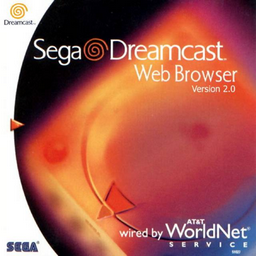 Dreamcast
Sega Dreamcast
Web Browser
Version 2.0
AT&T
wired by WorldNet®
SERVICE
SEGA